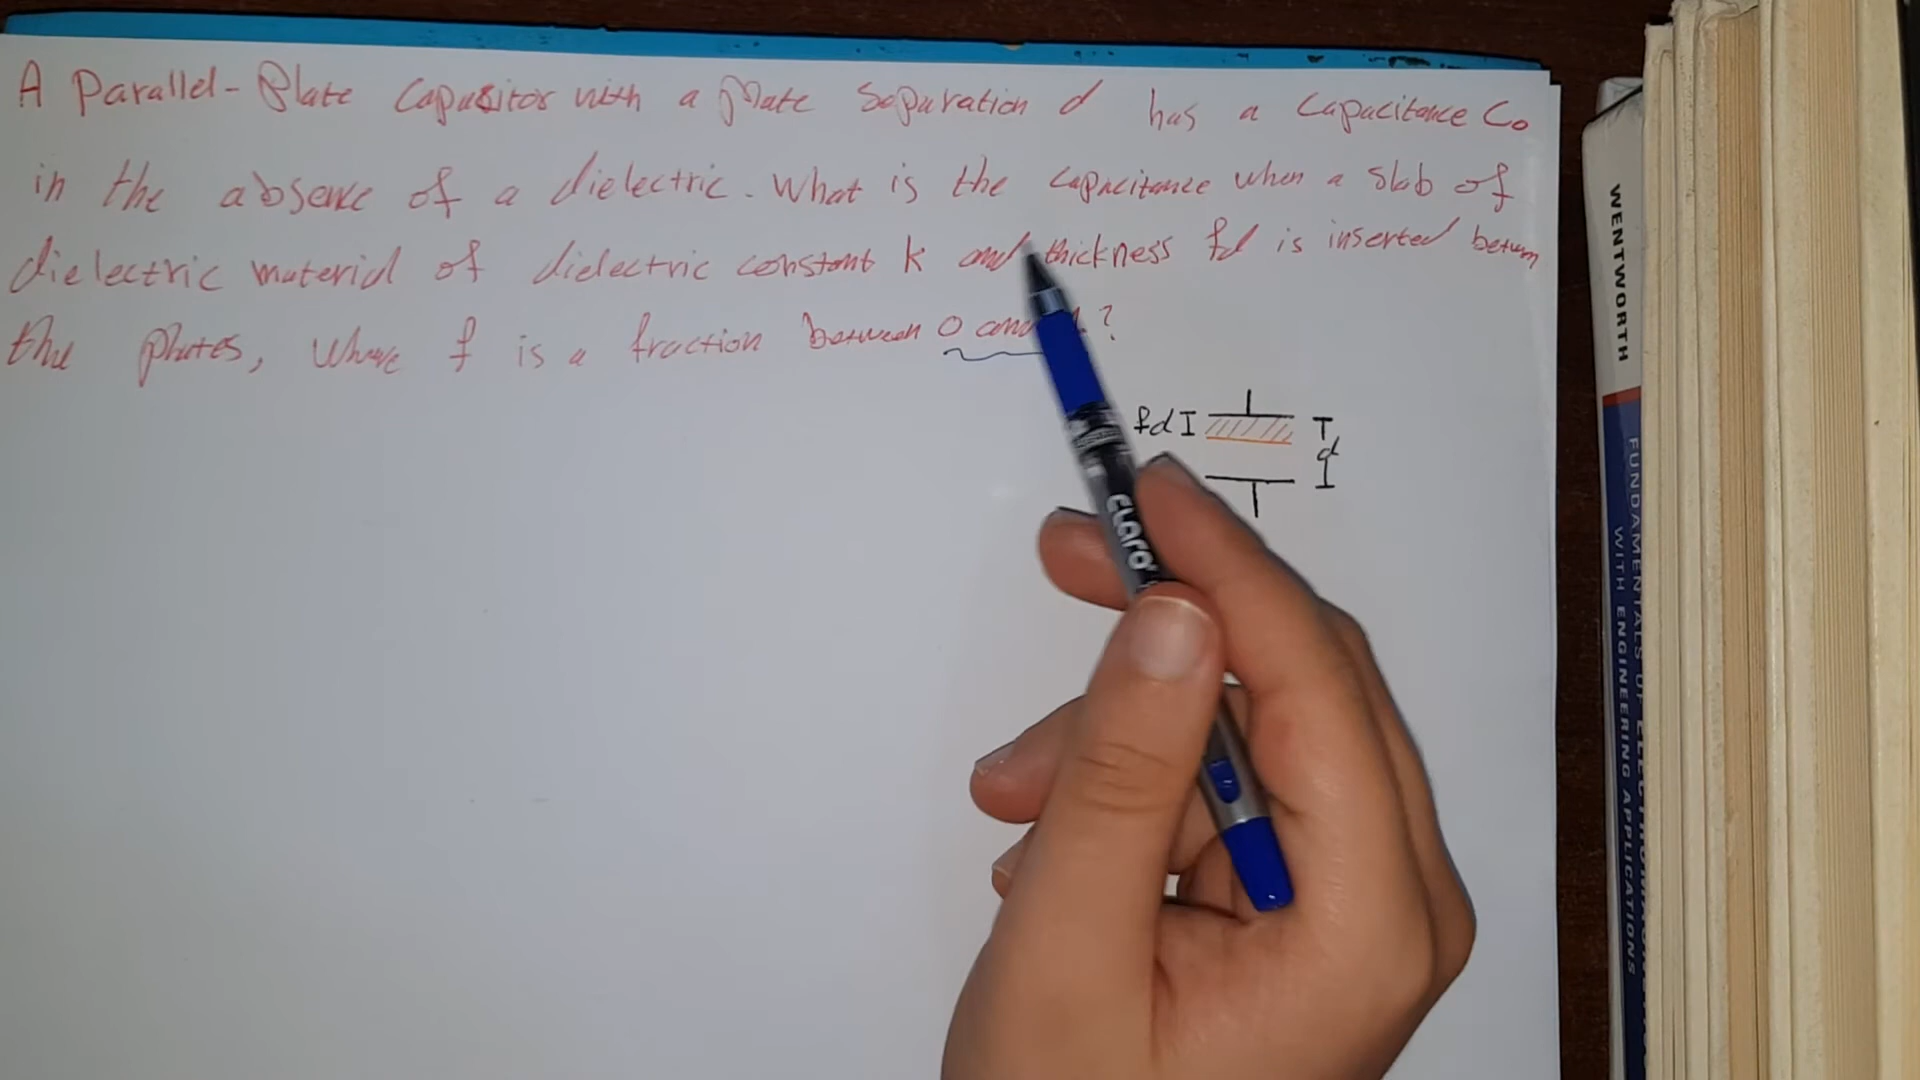 A Parallel-Plate Capacitor with a Plate Separation d has a Capacitance Co
in the absence of a dielectric. What is the capacitance when a slab of
dielectric material of dielectric constant k and thickness fd is inserted between
the plates, where f is a fraction between 0 and 1?
fd
d
CLARO
WENTWORTH
FUNDAMENTALS OF
WITH ENGINEERING APPLICATIONS